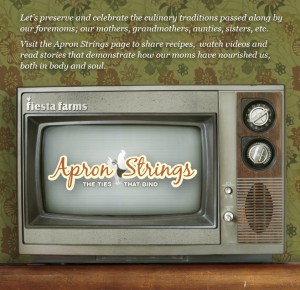 Let's preserve and celebrate the culinary traditions passed along by
our foremoms; our mothers, grandmothers, aunties, sisters, etc.
Visit the Apron Strings page to share recipes, watch videos and
read stories that demonstrate how our moms have nourished us,
both in body and soul.
fiesta farms
Apron Strings
THE TIES THAT BIND